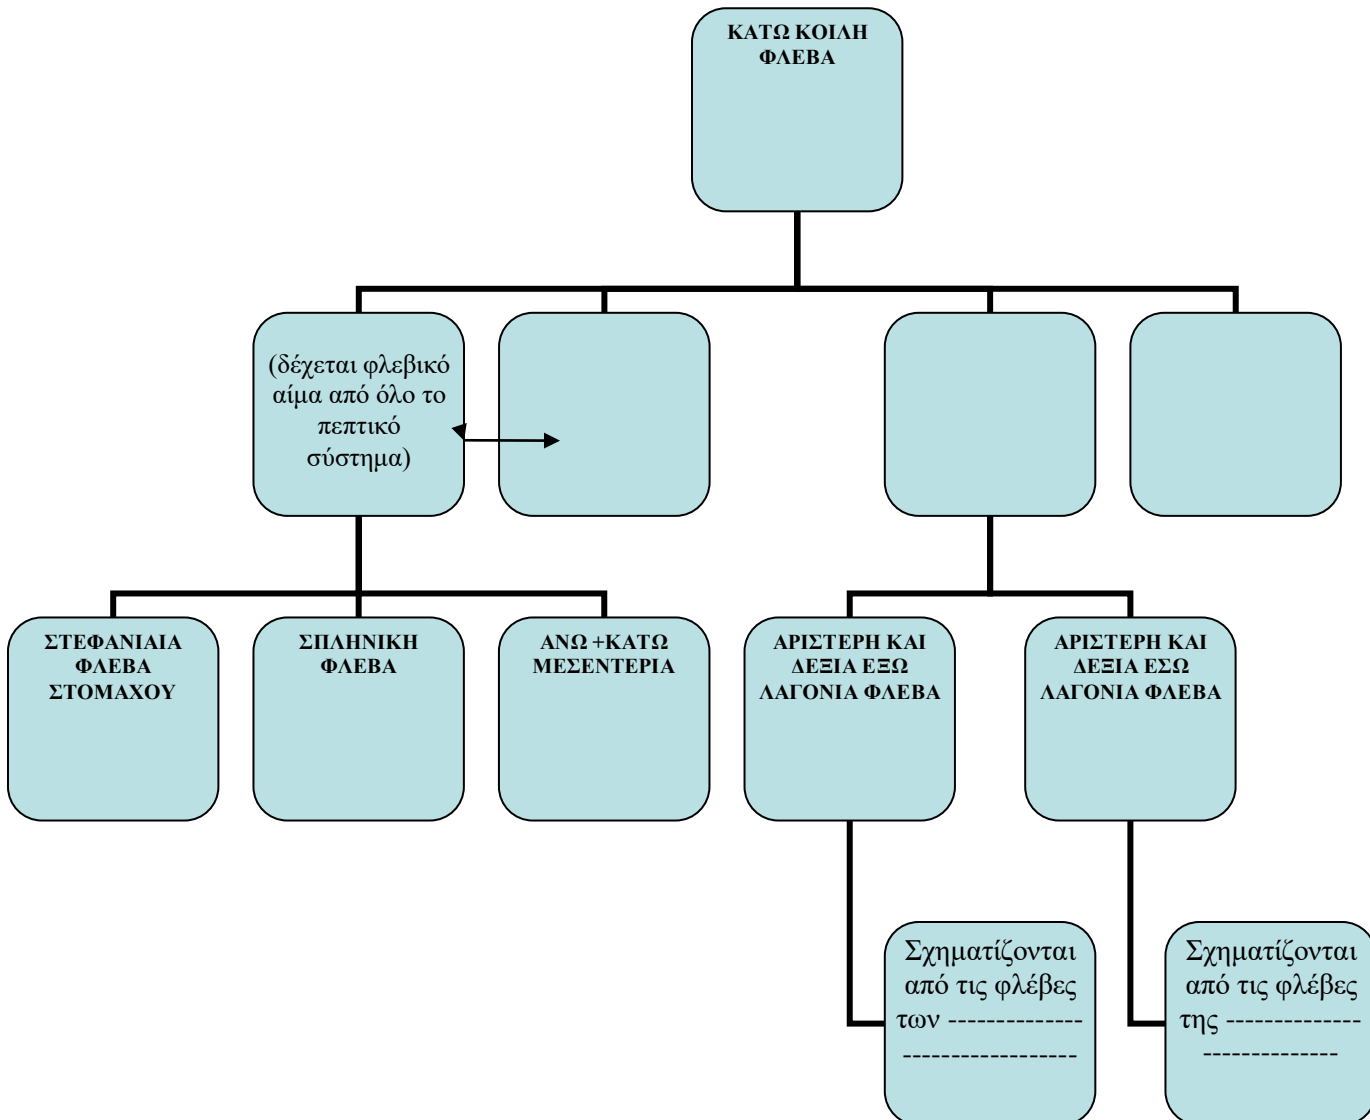 ΚΑΤΩ ΚΟΙΛΗ
ΦΛΕΒΑ
(δέχεται φλεβικό
αίμα από όλο το
πεπτικό
σύστημα)
ΣΤΕΦΑΝΙΑΙΑ
ΦΛΕΒΑ
ΣΤΟΜΑΧΟΥ
ΣΠΛΗΝΙΚΗ
ΦΛΕΒΑ
ΑΝΩ +ΚΑΤΩ
ΜΕΣΕΝΤΕΡΙΑ
ΑΡΙΣΤΕΡΗ ΚΑΙ
ΔΕΞΙΑ ΕΞΩ
ΛΑΓΟΝΙΑ ΦΛΕΒΑ
ΑΡΙΣΤΕΡΗ ΚΑΙ
ΔΕΞΙΑ ΕΣΩ
ΛΑΓΟΝΙΑ ΦΛΕΒΑ
Σχηματίζονται
από τις φλέβες
των ---------------
------------------
Σχηματίζονται
από τις φλέβες
της --------------
--------------